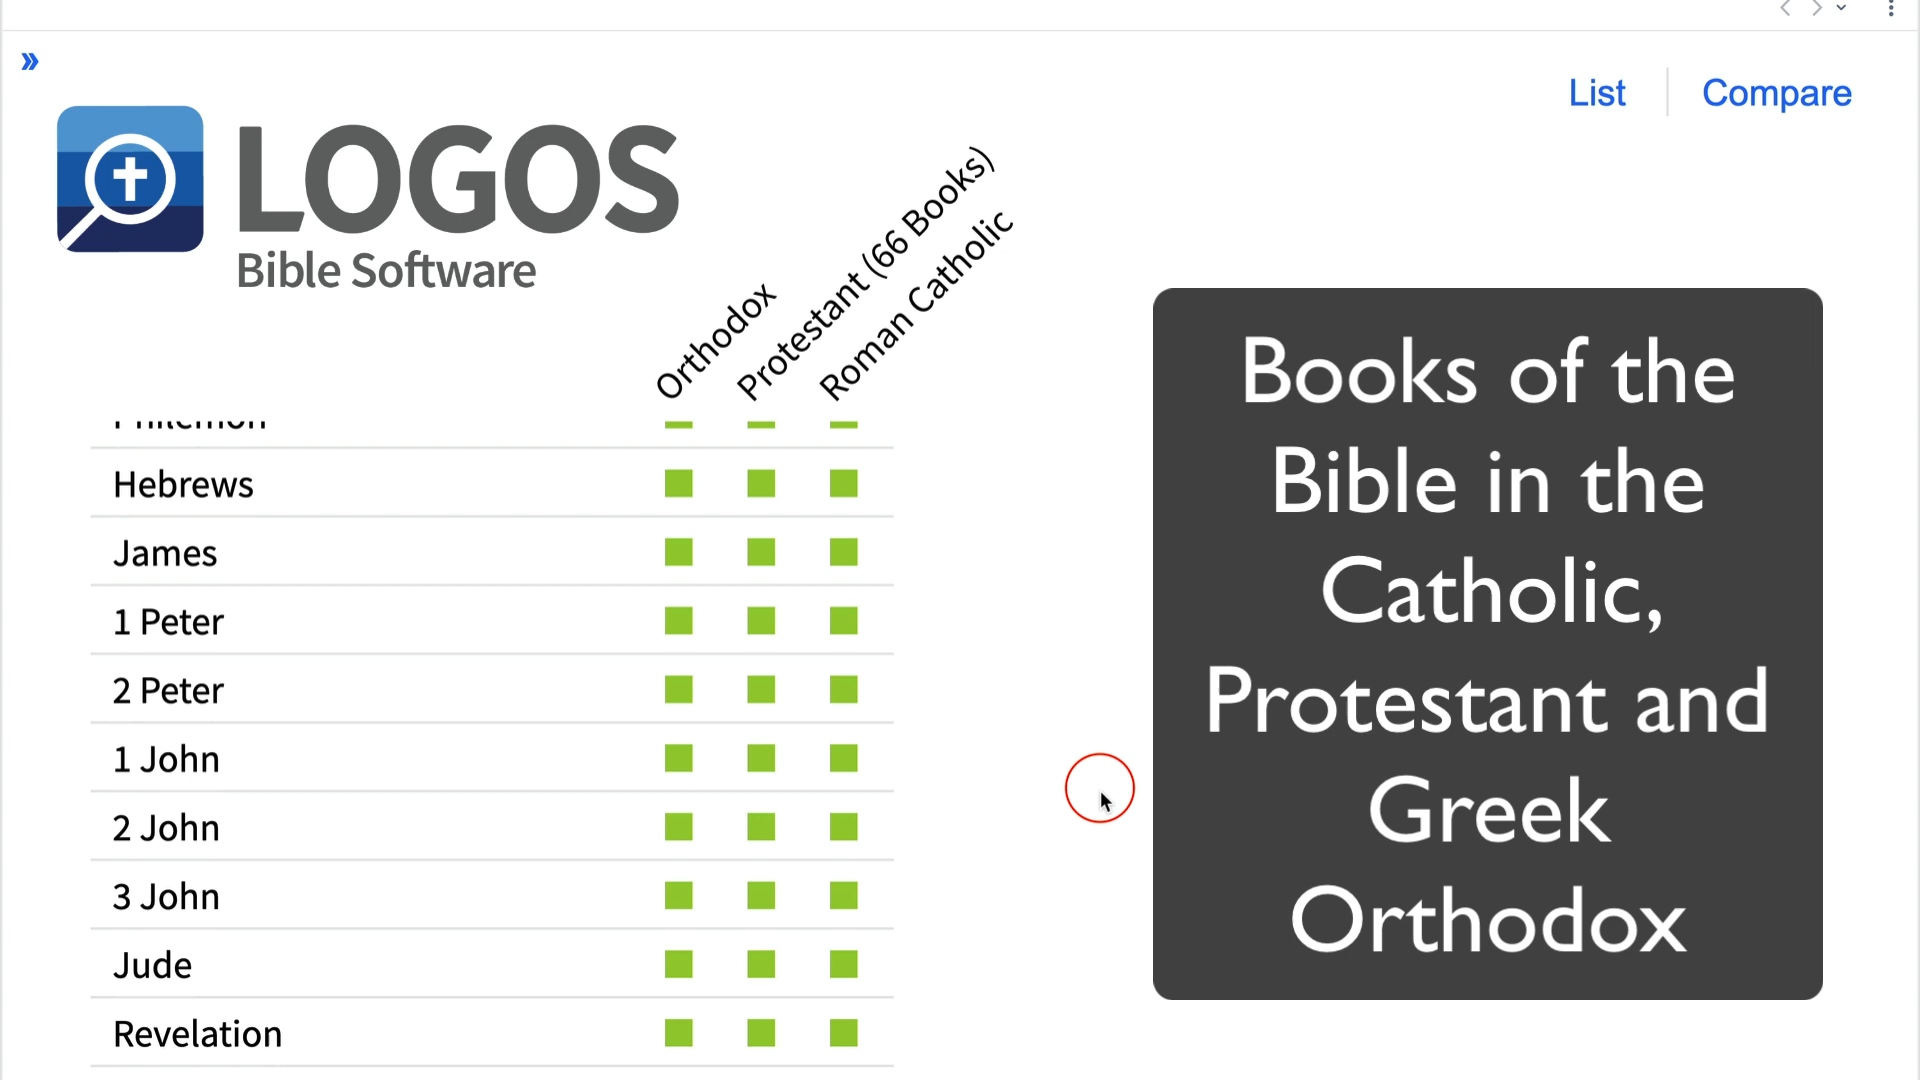 »
List
Compare
LOGOS
Bible Software
Orthodox
Protestant (66 Books)
Roman Catholic
Philemon
Hebrews
James
1 Peter
2 Peter
1 John
2 John
3 John
Jude
Revelation
Books of the
Bible in the
Catholic,
Protestant and
Greek
Orthodox